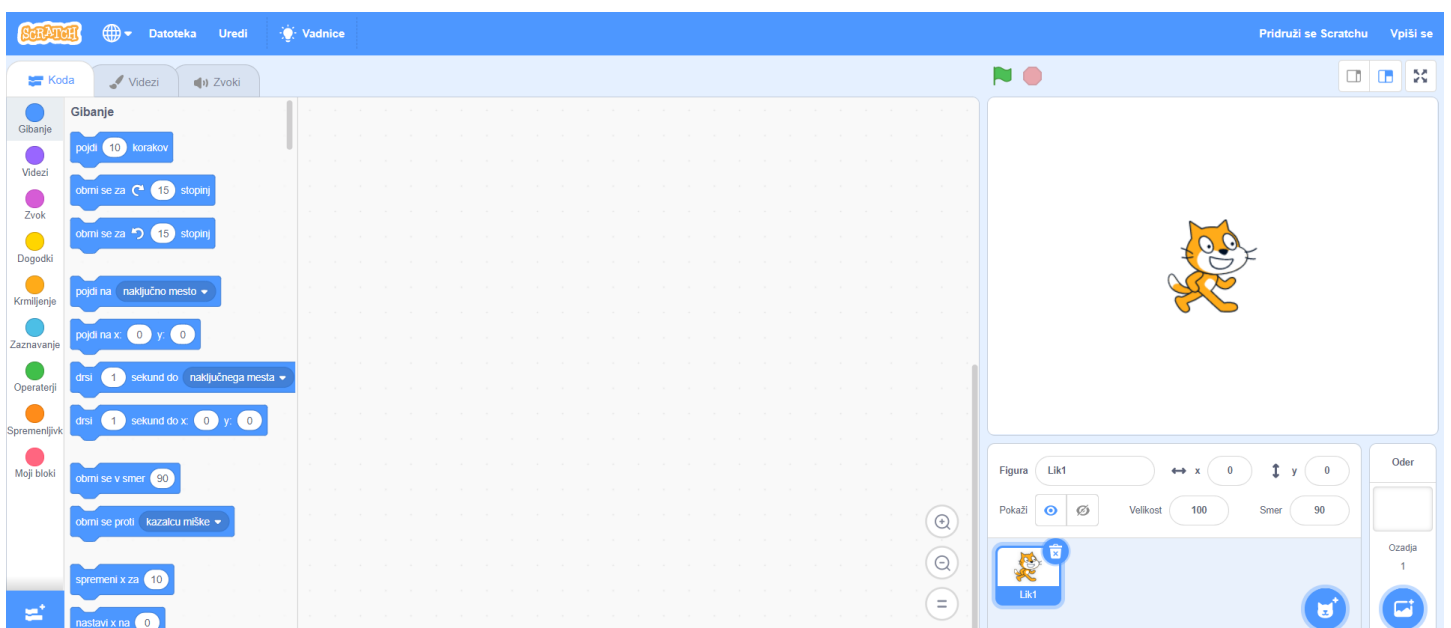 SCRATCH Datoteka Uredi Vadnice Pridruži se Scratchu Vpiši se
Koda Videzi Zvoki
Gibanje
Videzi
Zvok
Dogodki
Krmiljenje
Zaznavanje
Operaterji
Spremenljivk
Moji bloki
Gibanje
pojdi 10 korakov
obrni se za 15 stopinj
obrni se za 15 stopinj
pojdi na naključno mesto
pojdi na x: 0 y: 0
drsi 1 sekund do naključnega mesta
drsi 1 sekund do x: 0 y: 0
obrni se v smer 90
obrni se proti kazalcu miške
spremeni x za 10
nastavi x na 0
Figura Lik1 x 0 y 0
Pokaži Velikost 100 Smer 90
Lik1
Oder
Ozadja
1